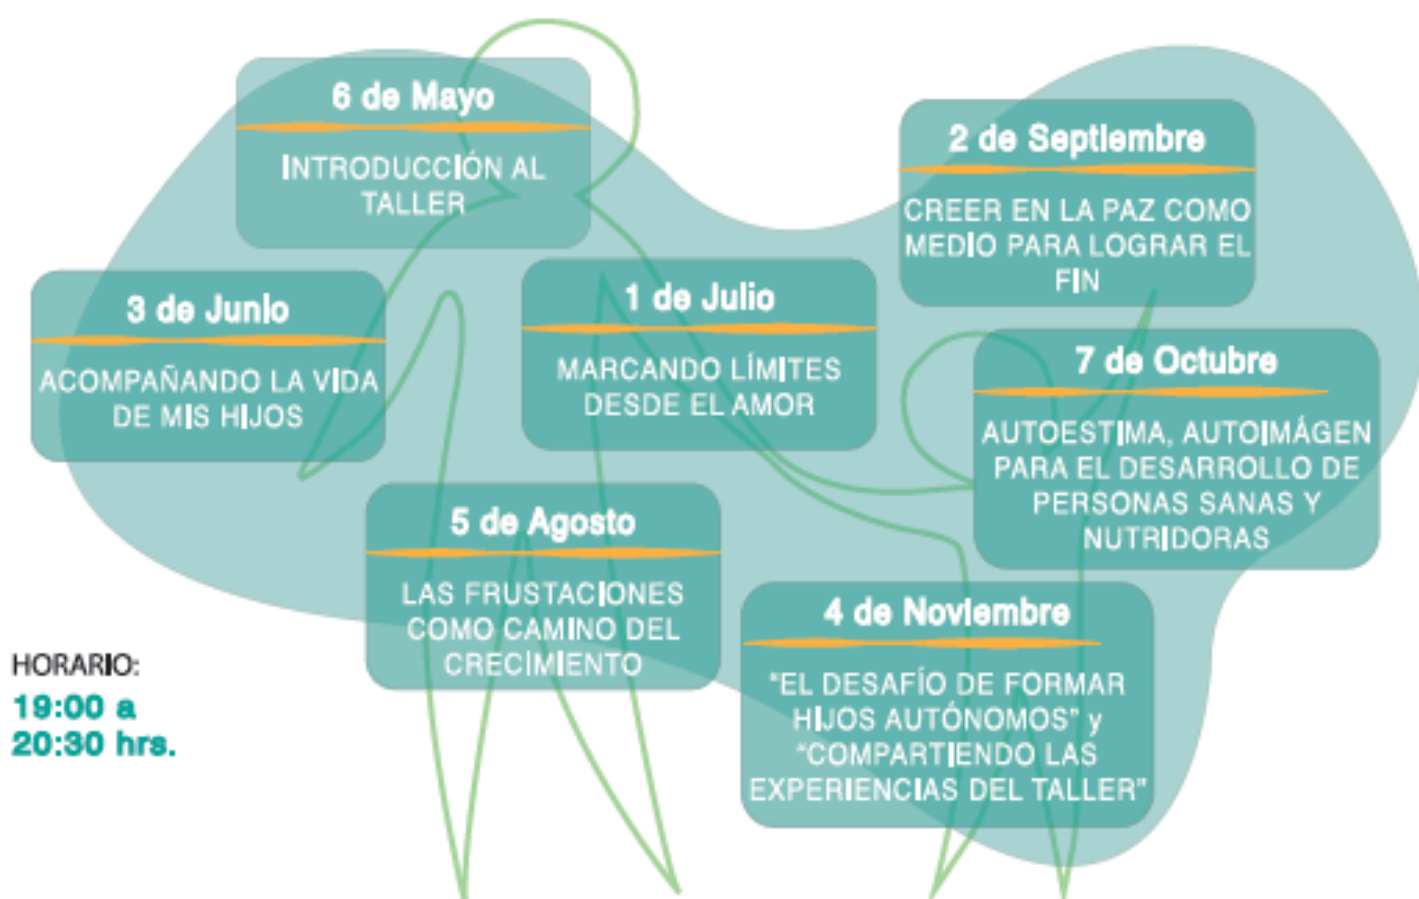 6 de Mayo
INTRODUCCIÓN AL
TALLER
3 de Junio
ACOMPAÑANDO LA VIDA
DE MIS HIJOS
1 de Julio
MARCANDO LÍMITES
DESDE EL AMOR
5 de Agosto
LAS FRUSTACIONES
COMO CAMINO DEL
CRECIMIENTO
2 de Septiembre
CREER EN LA PAZ COMO
MEDIO PARA LOGRAR EL
FIN
7 de Octubre
AUTOESTIMA, AUTOIMÁGEN
PARA EL DESARROLLO DE
PERSONAS SANAS Y
NUTRIDORAS
4 de Noviembre
"EL DESAFÍO DE FORMAR
HIJOS AUTÓNOMOS" y
"COMPARTIENDO LAS
EXPERIENCIAS DEL TALLER"
HORARIO:
19:00 a
20:30 hrs.